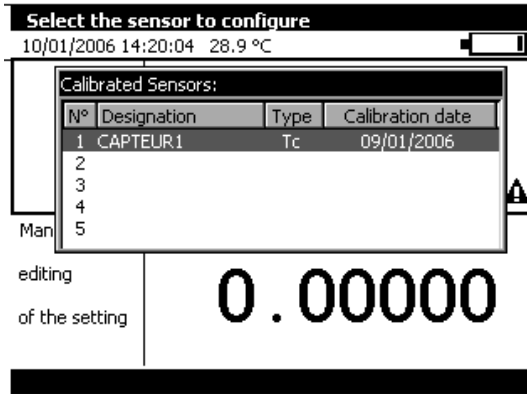 Select the sensor to configure
10/01/2006 14:20:04 28.9 °C
Calibrated Sensors:
N° Designation Type Calibration date
1 CAPTEUR1 Tc 09/01/2006
2
3
4
5
Man
editing
of the setting
0.00000